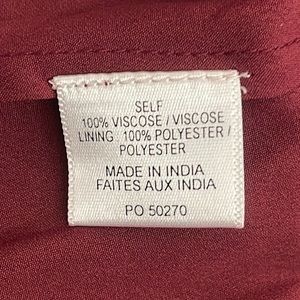 SELF
100% VISCOSE / VISCOSE
LINING: 100% POLYESTER /
POLYESTER
MADE IN INDIA
FAITES AUX INDIA
PO 50270